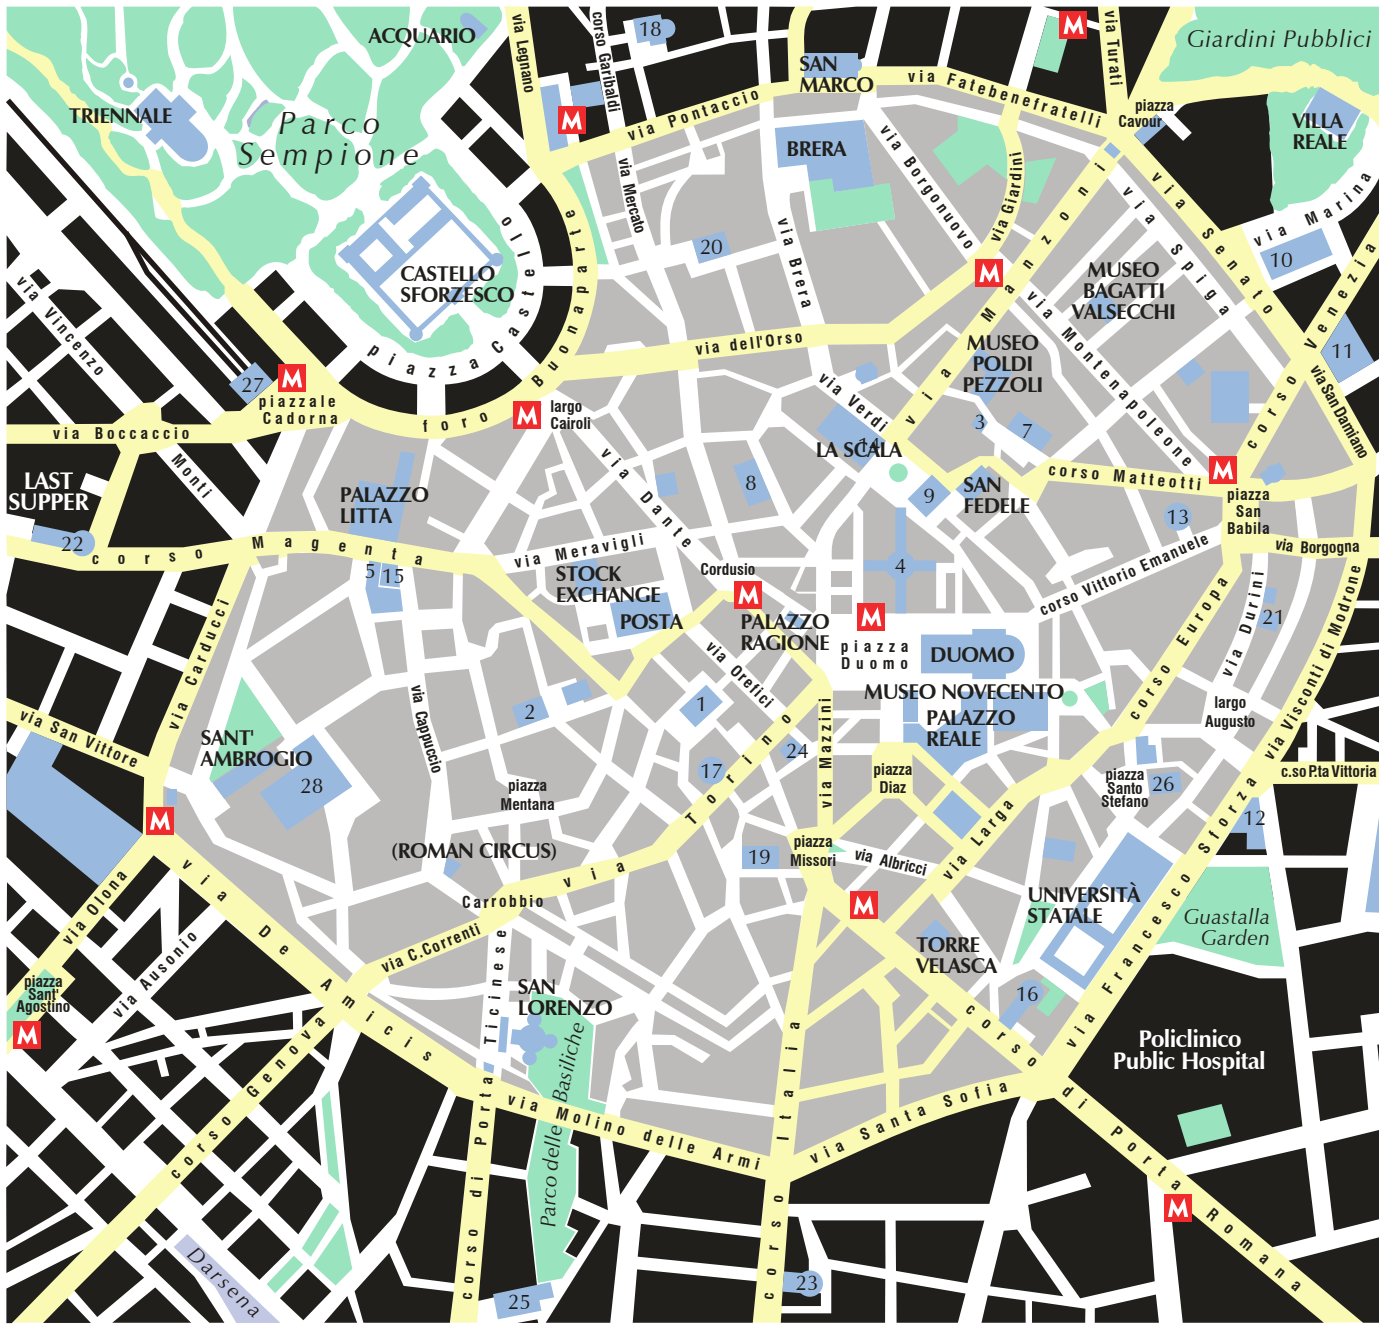 ACQUARIO
via Legnano
corso Garibaldi
18
M
via Turati
Giardini Pubblici
TRIENNALE
Parco
Sempione
M
via Pontaccio
SAN
MARCO
via Fatebenefratelli
piazza
Cavour
VILLA
REALE
BRERA
via Mercato
via Borgonuovo
via Giardini
via Manzoni
via Spiga
via Senato
via Marina
10
20
via Brera
M
CASTELLO
SFORZESCO
piazza Castello
foro Buonaparte
MUSEO
BAGATTI
VALSECCHI
via Montenapoleone
corso Venezia
11
via Vincenzo
Monti
27
M
piazzale
Cadorna
via Boccaccio
M
largo
Cairoli
via dell'Orso
via Verdi
MUSEO
POLDI
PEZZOLI
3
7
via San Damiano
LA SCALA
14
corso Matteotti
M
piazza
San
Babila
LAST
SUPPER
22
PALAZZO
LITTA
via Dante
8
9
SAN
FEDELE
13
corso Magenta
5
15
via Meravigli
STOCK
EXCHANGE
POSTA
Cordusio
M
4
corso Vittorio Emanuele
via Borgogna
PALAZZO
RAGIONE
M
piazza
Duomo
DUOMO
corso Europa
via Durini
21
via Visconti di Modrone
via Carducci
via Cappuccio
via Orefici
MUSEO NOVECENTO
PALAZZO
REALE
largo
Augusto
via San Vittore
SANT'
AMBROGIO
28
2
1
17
24
via Mazzini
piazza
Diaz
piazza
Santo
Stefano
26
c.so P.ta Vittoria
12
piazza
Mentana
via Torino
M
(ROMAN CIRCUS)
19
piazza
Missori
via Albricci
via Larga
via Francesco Sforza
via Olona
via De Amicis
Carrobbio
M
UNIVERSITÀ
STATALE
Guastalla
Garden
via Ausonio
via C.Correnti
TORRE
VELASCA
piazza
Sant'
Agostino
M
SAN
LORENZO
16
corso di Porta Ticinese
Parco delle Basiliche
corso Italia
Policlinico
Public Hospital
corso Genova
via Molino delle Armi
via Santa Sofia
corso di Porta Romana
M
Darsena
25
23